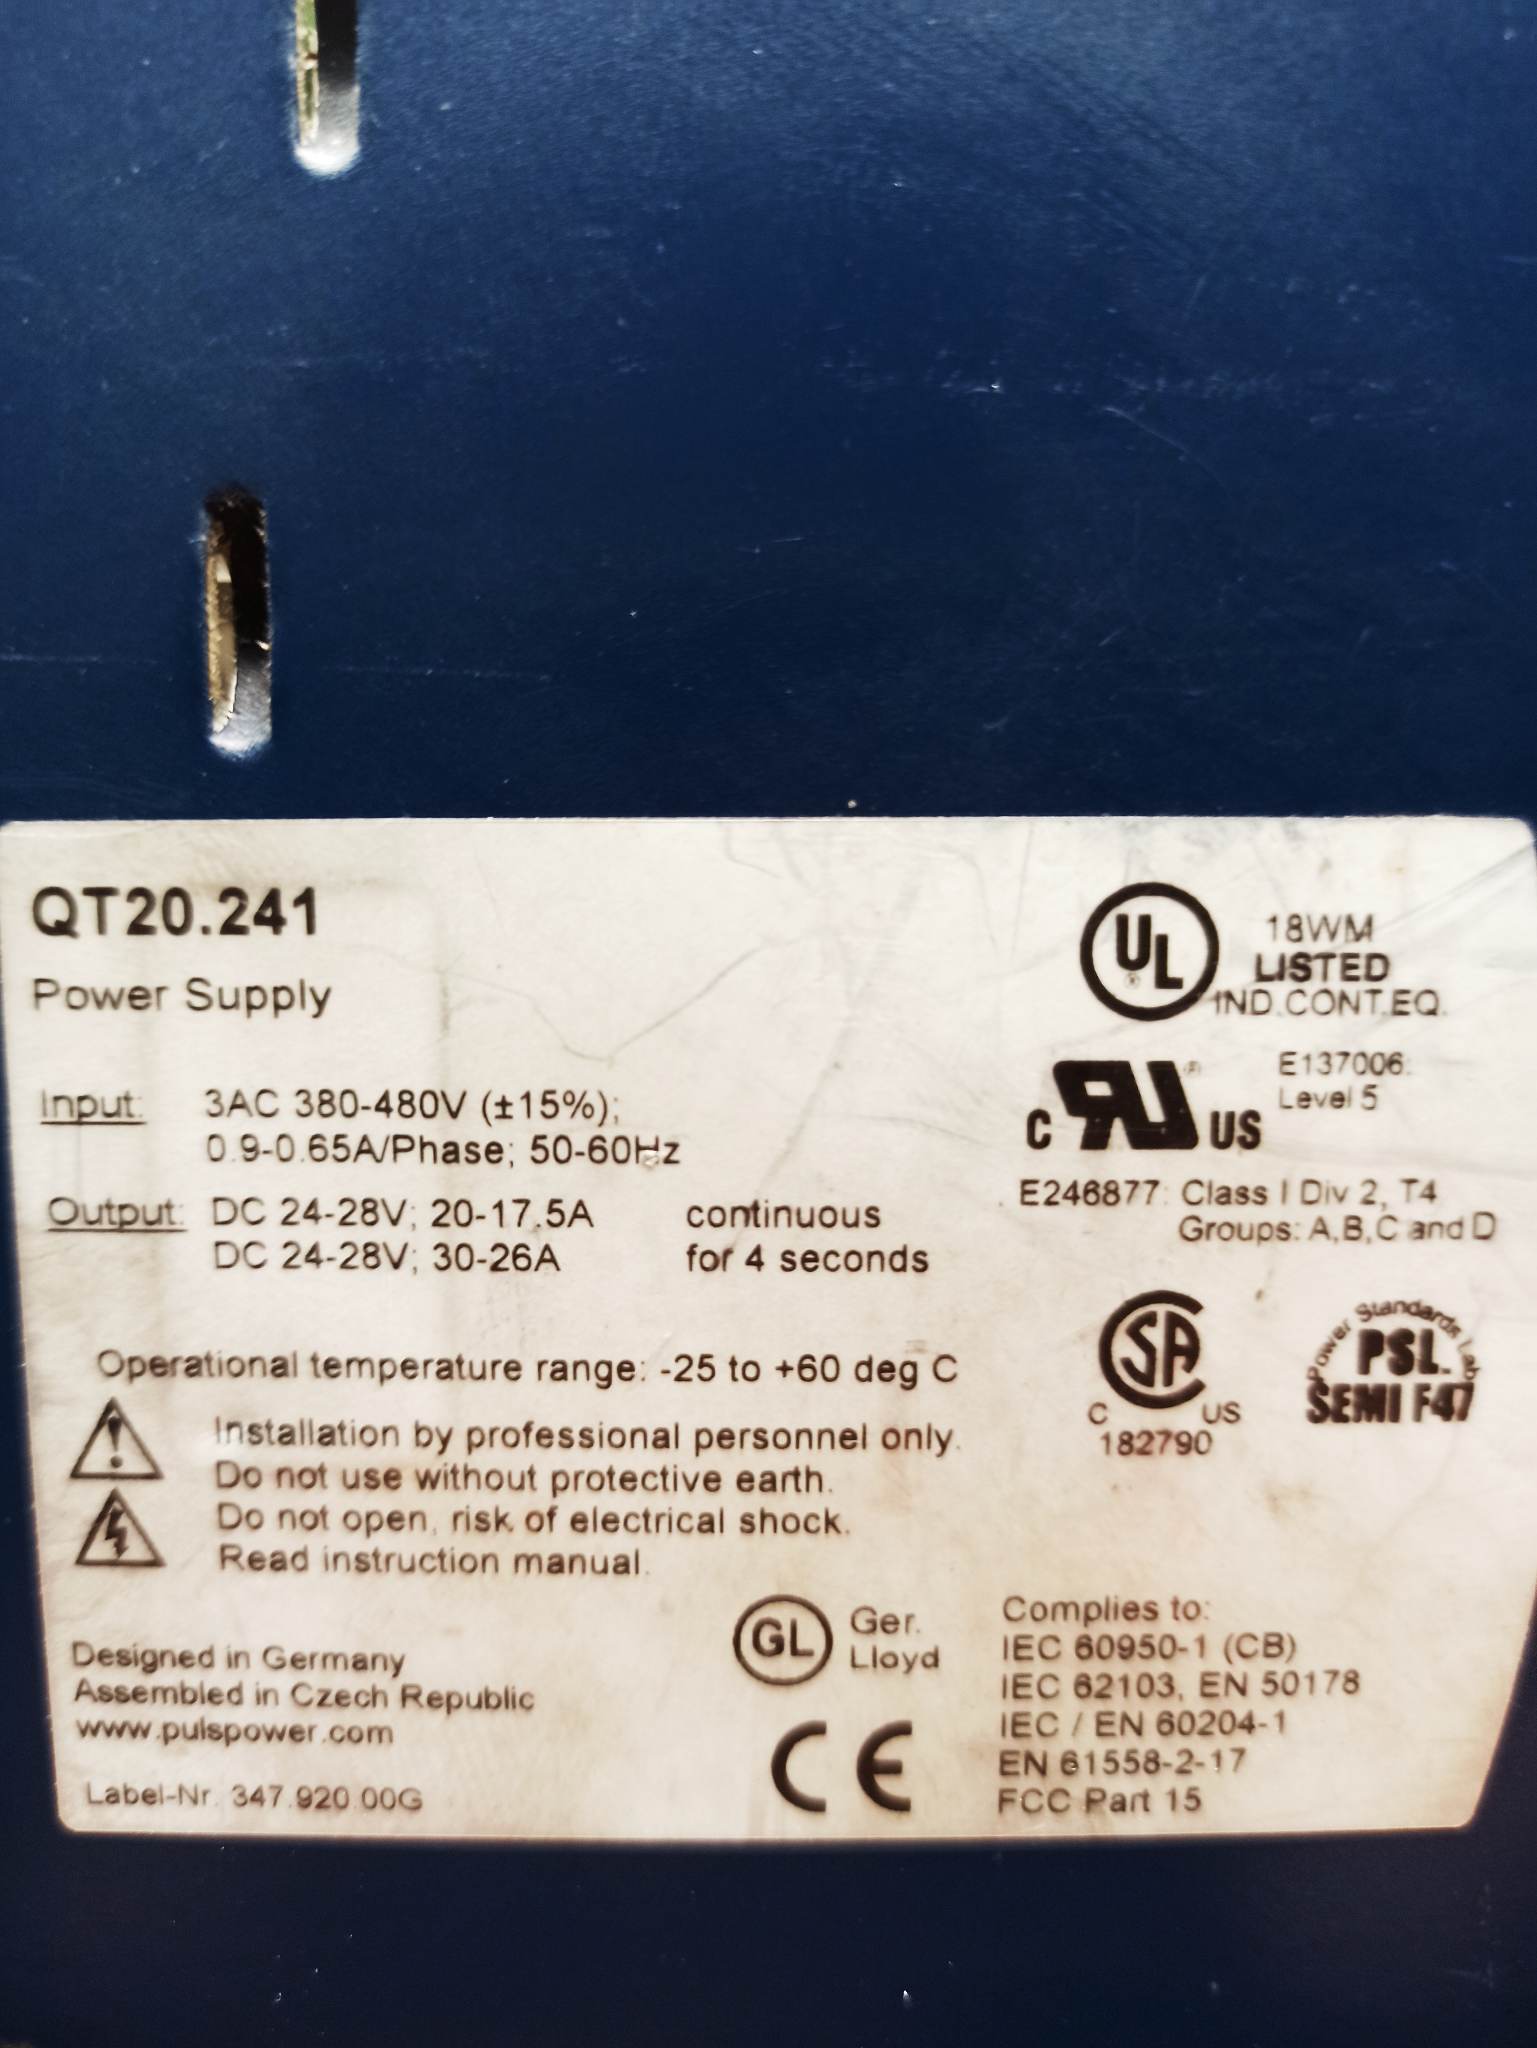 QT20.241
Power Supply
Input: 3AC 380-480V (±15%);
0.9-0.65A/Phase; 50-60Hz
Output: DC 24-28V; 20-17.5A continuous
DC 24-28V; 30-26A for 4 seconds
Operational temperature range: -25 to +60 deg C
Installation by professional personnel only.
Do not use without protective earth.
Do not open, risk of electrical shock.
Read instruction manual.
Designed in Germany
Assembled in Czech Republic
www.pulspower.com
Label-Nr. 347.920.00G
UL
18WM
LISTED
IND.CONT.EQ.
C RU US
E137006:
Level 5
E246877: Class I Div 2, T4
Groups: A,B,C and D
SA
C US
182790
Power Standards Lab
PSL
SEMI F47
GL
Ger.
Lloyd
CE
Complies to:
IEC 60950-1 (CB)
IEC 62103, EN 50178
IEC / EN 60204-1
EN 61558-2-17
FCC Part 15